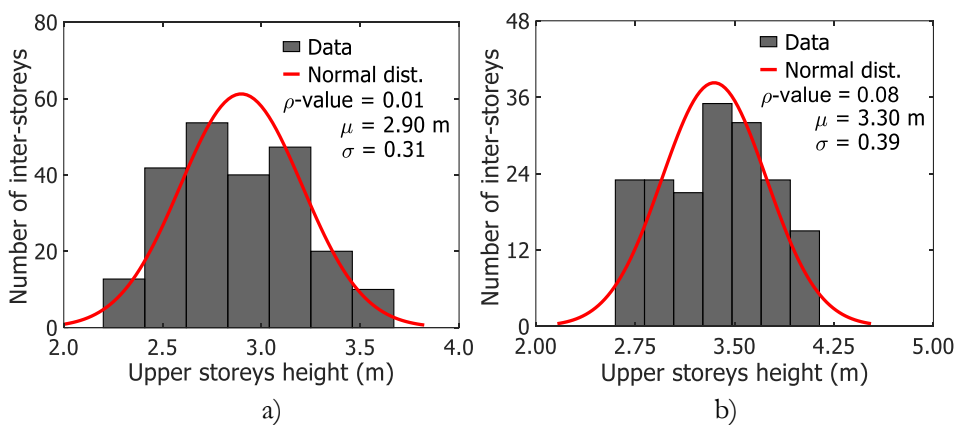 80
60
40
20
0
Number of inter-storeys
Data
Normal dist.
ρ-value = 0.01
μ = 2.90 m
σ = 0.31
2.0 2.5 3.0 3.5 4.0
Upper storeys height (m)
a)
48
36
24
12
0
Number of inter-storeys
Data
Normal dist.
ρ-value = 0.08
μ = 3.30 m
σ = 0.39
2.00 2.75 3.50 4.25 5.00
Upper storeys height (m)
b)